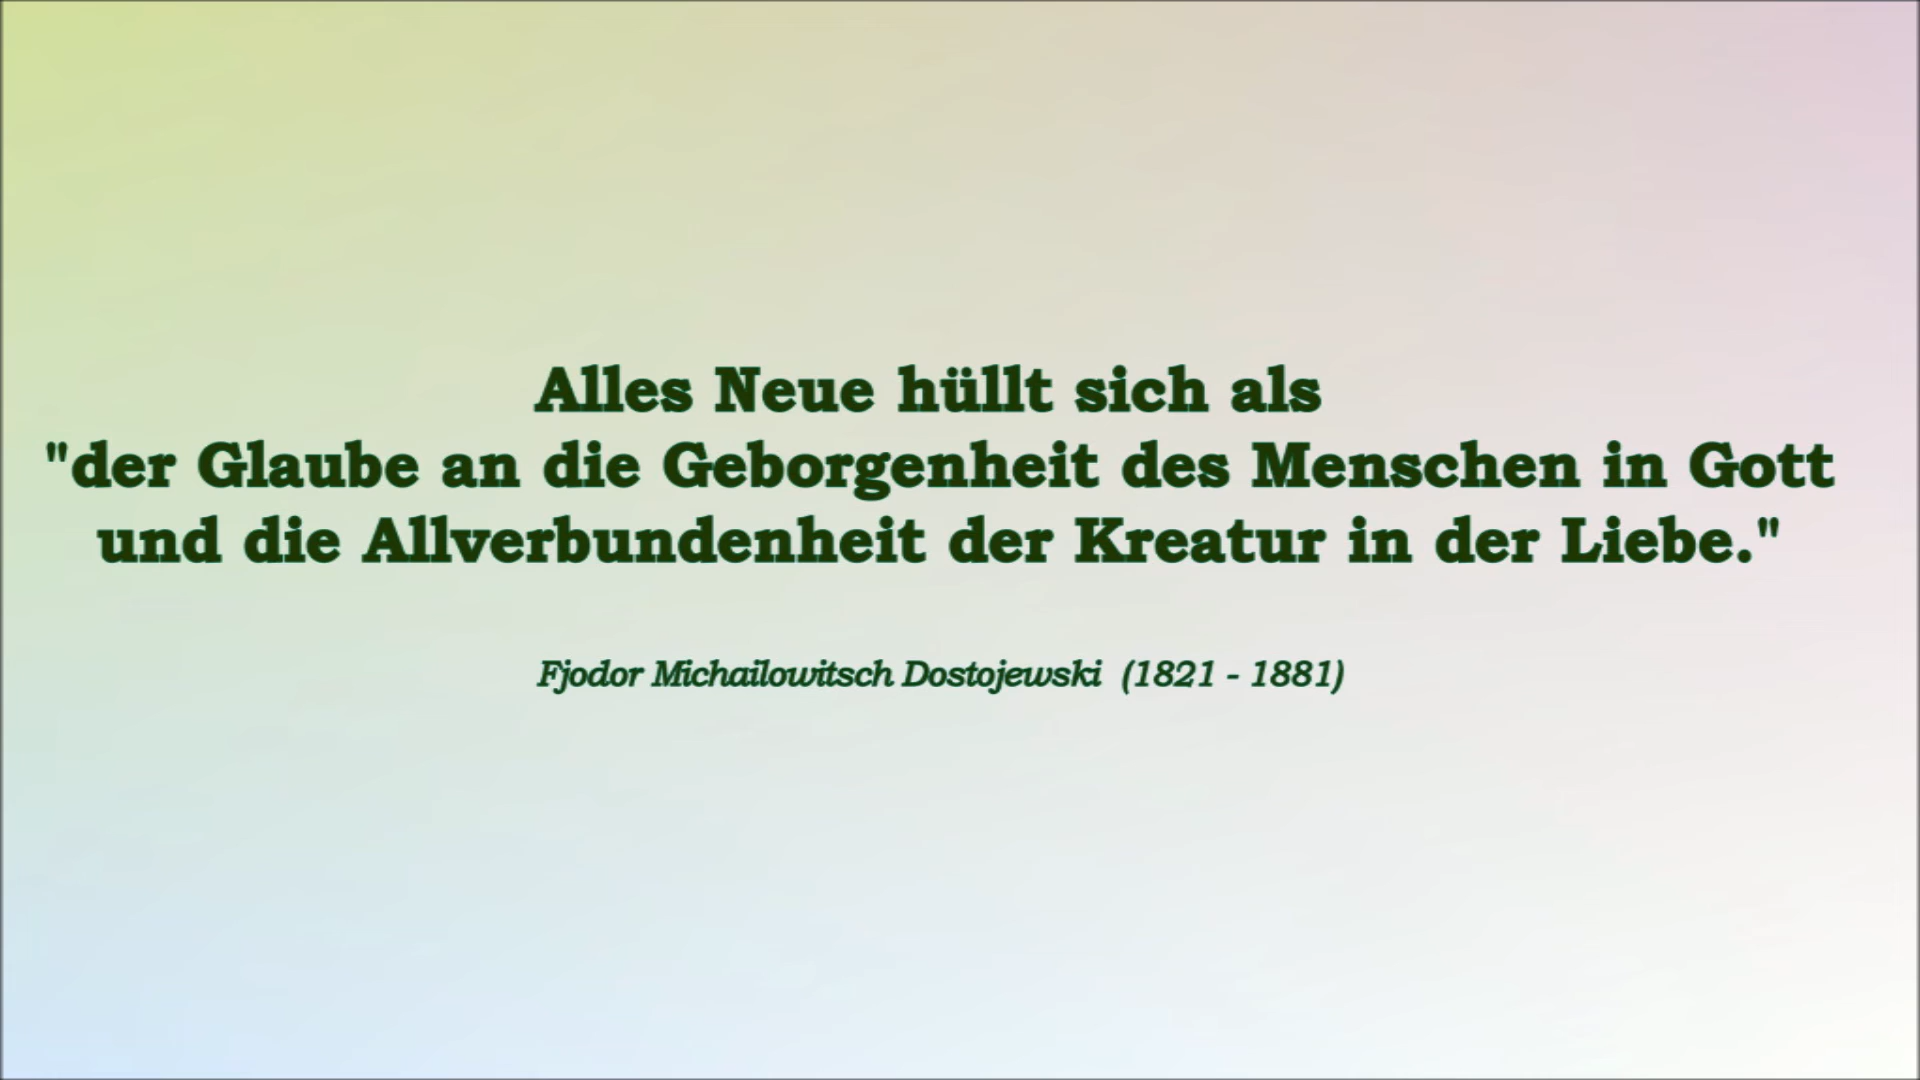 Alles Neue hüllt sich als
"der Glaube an die Geborgenheit des Menschen in Gott
und die Allverbundenheit der Kreatur in der Liebe."
Fjodor Michailowitsch Dostojewski (1821 - 1881)